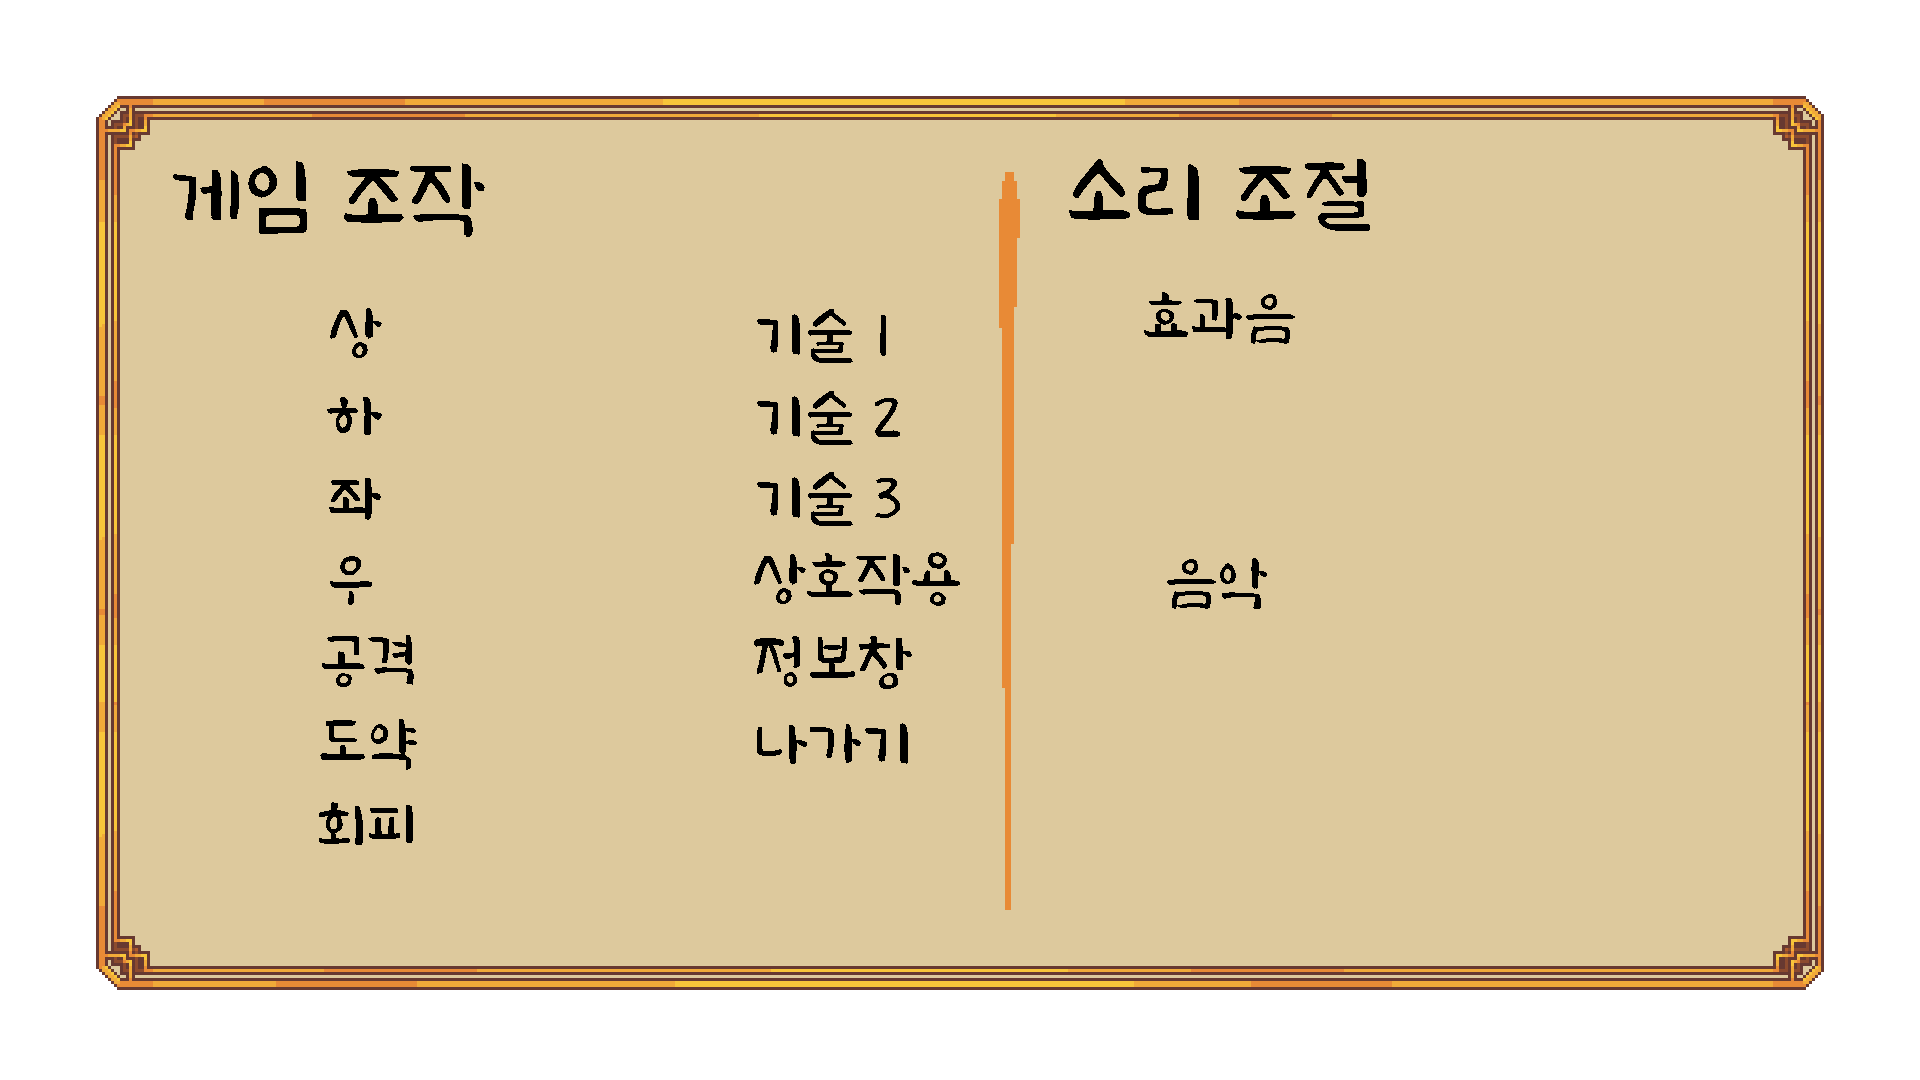 게임 조작
상
하
좌
우
공격
도약
회피
기술 1
기술 2
기술 3
상호작용
정보창
나가기
소리 조절
효과음
음악